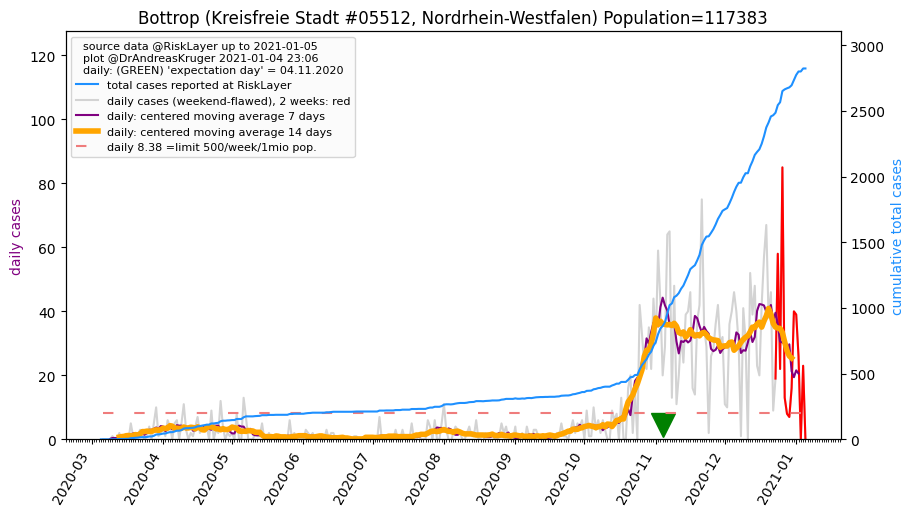 Bottrop (Kreisfreie Stadt #05512, Nordrhein-Westfalen) Population=117383
source data @RiskLayer up to 2021-01-05
plot @DrAndreasKruger 2021-01-04 23:06
daily: (GREEN) 'expectation day' = 04.11.2020
total cases reported at RiskLayer
daily cases (weekend-flawed), 2 weeks: red
daily: centered moving average 7 days
daily: centered moving average 14 days
daily 8.38 =limit 500/week/1mio pop.
daily cases
120
100
80
60
40
20
0
cumulative total cases
3000
2500
2000
1500
1000
500
0
2020-03
2020-04
2020-05
2020-06
2020-07
2020-08
2020-09
2020-10
2020-11
2020-12
2021-01